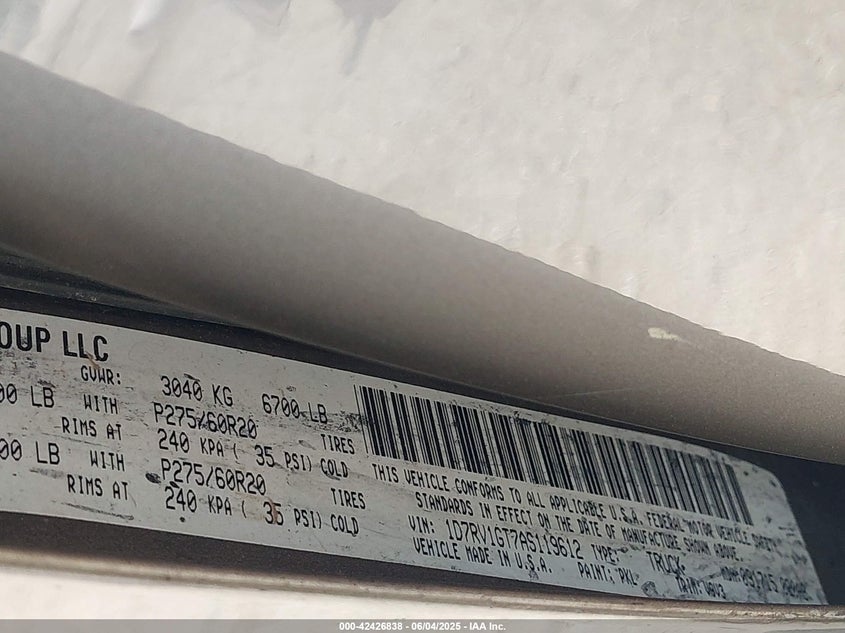 OUP LLC
GVWR: 3040 KG 6700 LB
00 LB WITH P275/60R20 TIRES
RIMS AT 240 KPA ( 35 PSI) COLD
00 LB WITH P275/60R20 TIRES
RIMS AT 240 KPA ( 35 PSI) COLD
THIS VEHICLE CONFORMS TO ALL APPLICABLE U.S.A. FEDERAL MOTOR VEHICLE SAFETY
STANDARDS IN EFFECT ON THE DATE OF MANUFACTURE SHOWN ABOVE.
VIN: 1D7RV1GT7AS119612 TYPE: TRUCK
VEHICLE MADE IN U.S.A. PAINT: PKL TRIM:
000-42426838 - 06/04/2025 - IAA Inc.